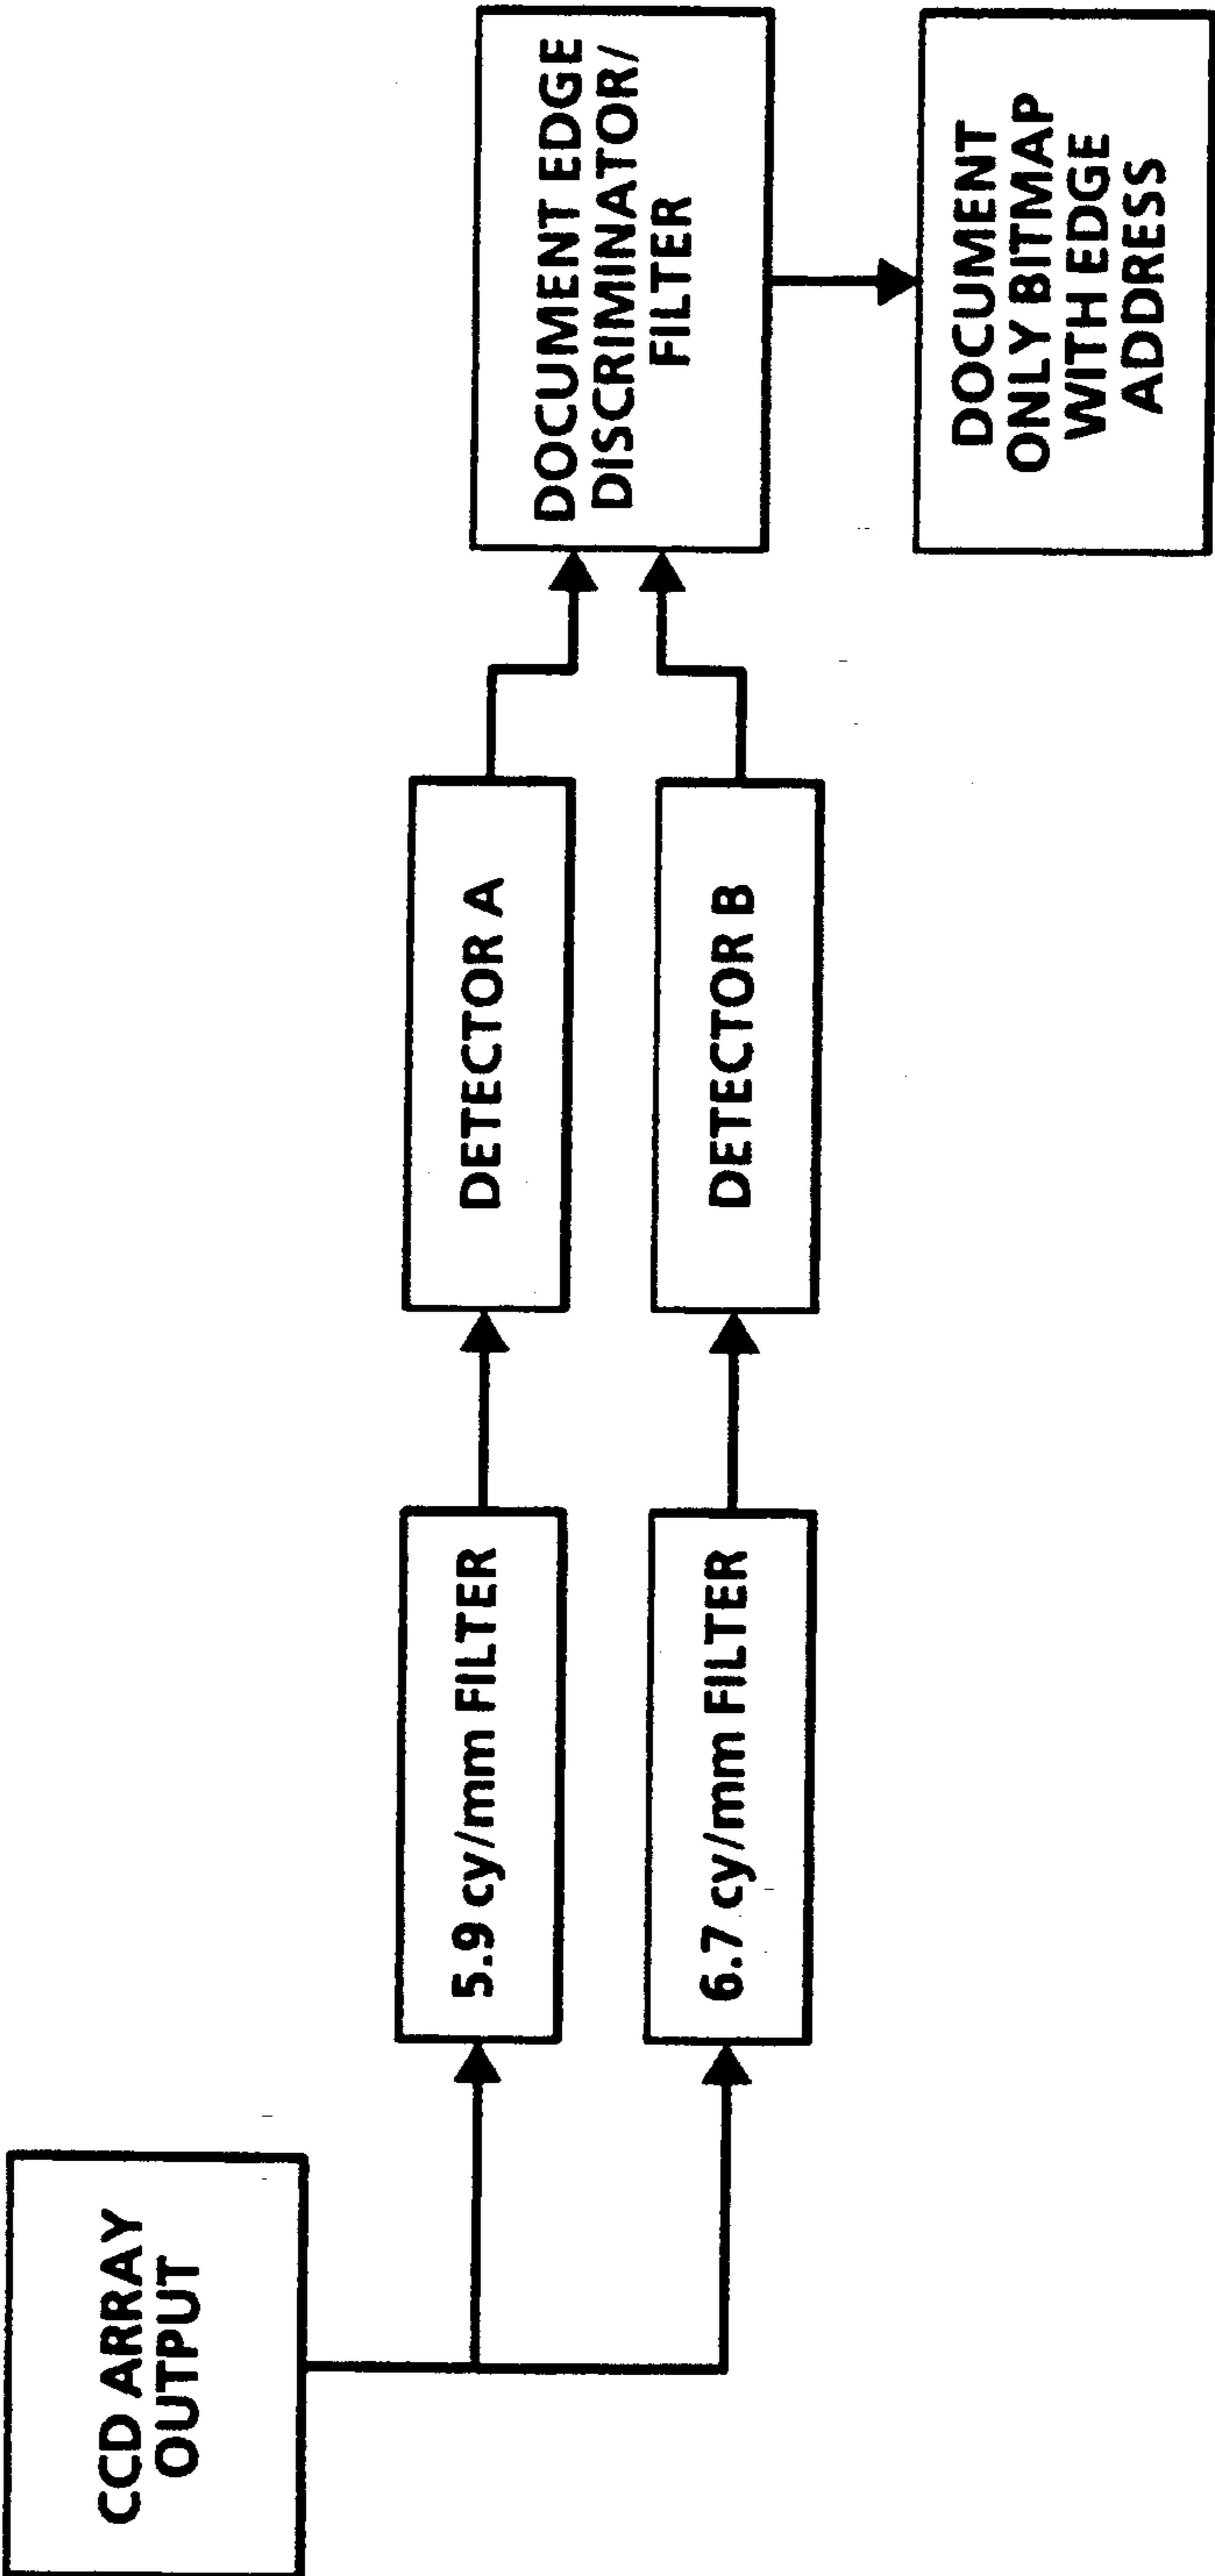 CCD ARRAY
OUTPUT
5.9 cy/mm FILTER
6.7 cy/mm FILTER
DETECTOR A
DETECTOR B
DOCUMENT EDGE
DISCRIMINATOR/
FILTER
DOCUMENT
ONLY BITMAP
WITH EDGE
ADDRESS